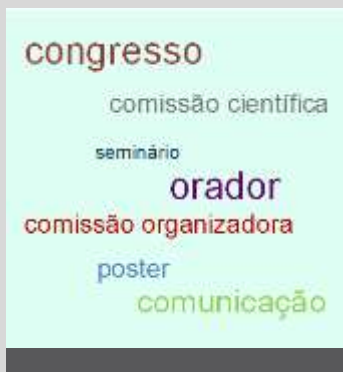 congresso
comissão científica
seminário
orador
comissão organizadora
poster
comunicação